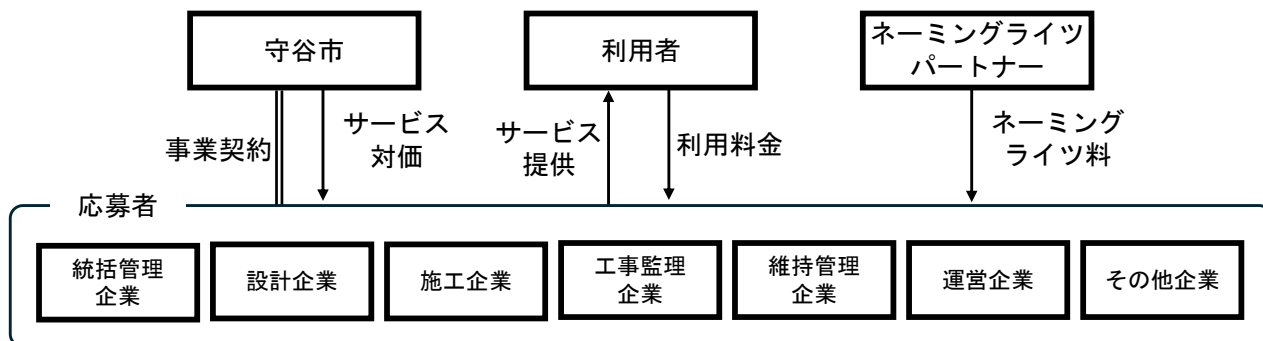 守谷市
利用者
ネーミングライツ
パートナー
事業契約
サービス
対価
サービス
提供
利用料金
ネーミング
ライツ料
応募者
統括管理
企業
設計企業
施工企業
工事監理
企業
維持管理
企業
運営企業
その他企業